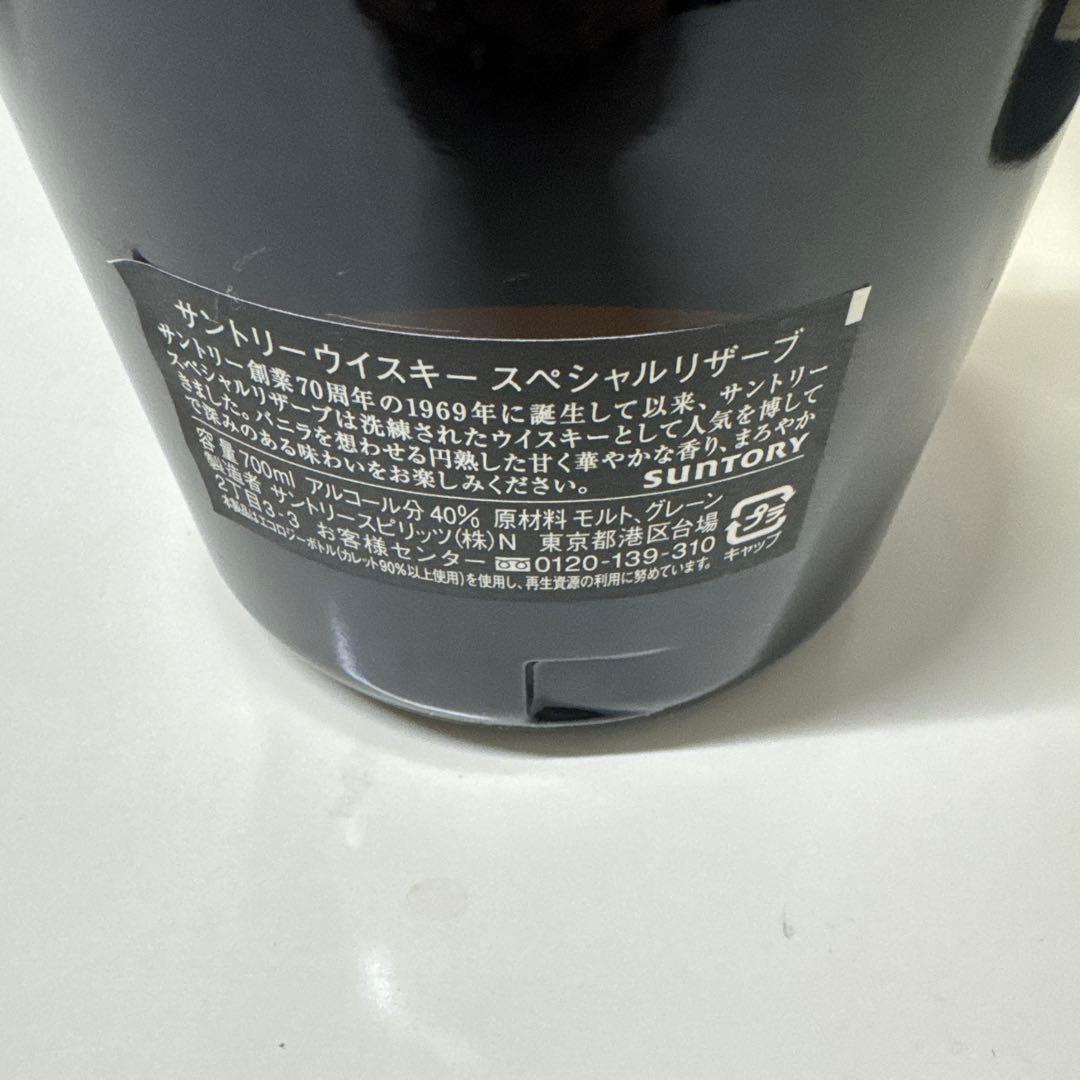 サントリーウイスキー スペシャルリザーブ
サントリー創業70周年の1969年に誕生して以来、サントリー
スペシャルリザーブは洗練されたウイスキーとして人気を博して
きました。バニラを想わせる円熟した甘く華やかな香り、まろやか
で深みのある味わいをお楽しみください。 SUNTORY
容量700ml アルコール分40% 原材料 モルト、グレーン
製造者 サントリースピリッツ(株)N 東京都港区台場
2丁目3-3 お客様センター 0120-139-310
本製品はエコロジーボトル(カレット90%以上使用)を使用し、再生資源の利用に努めています。
プラ
キャップ